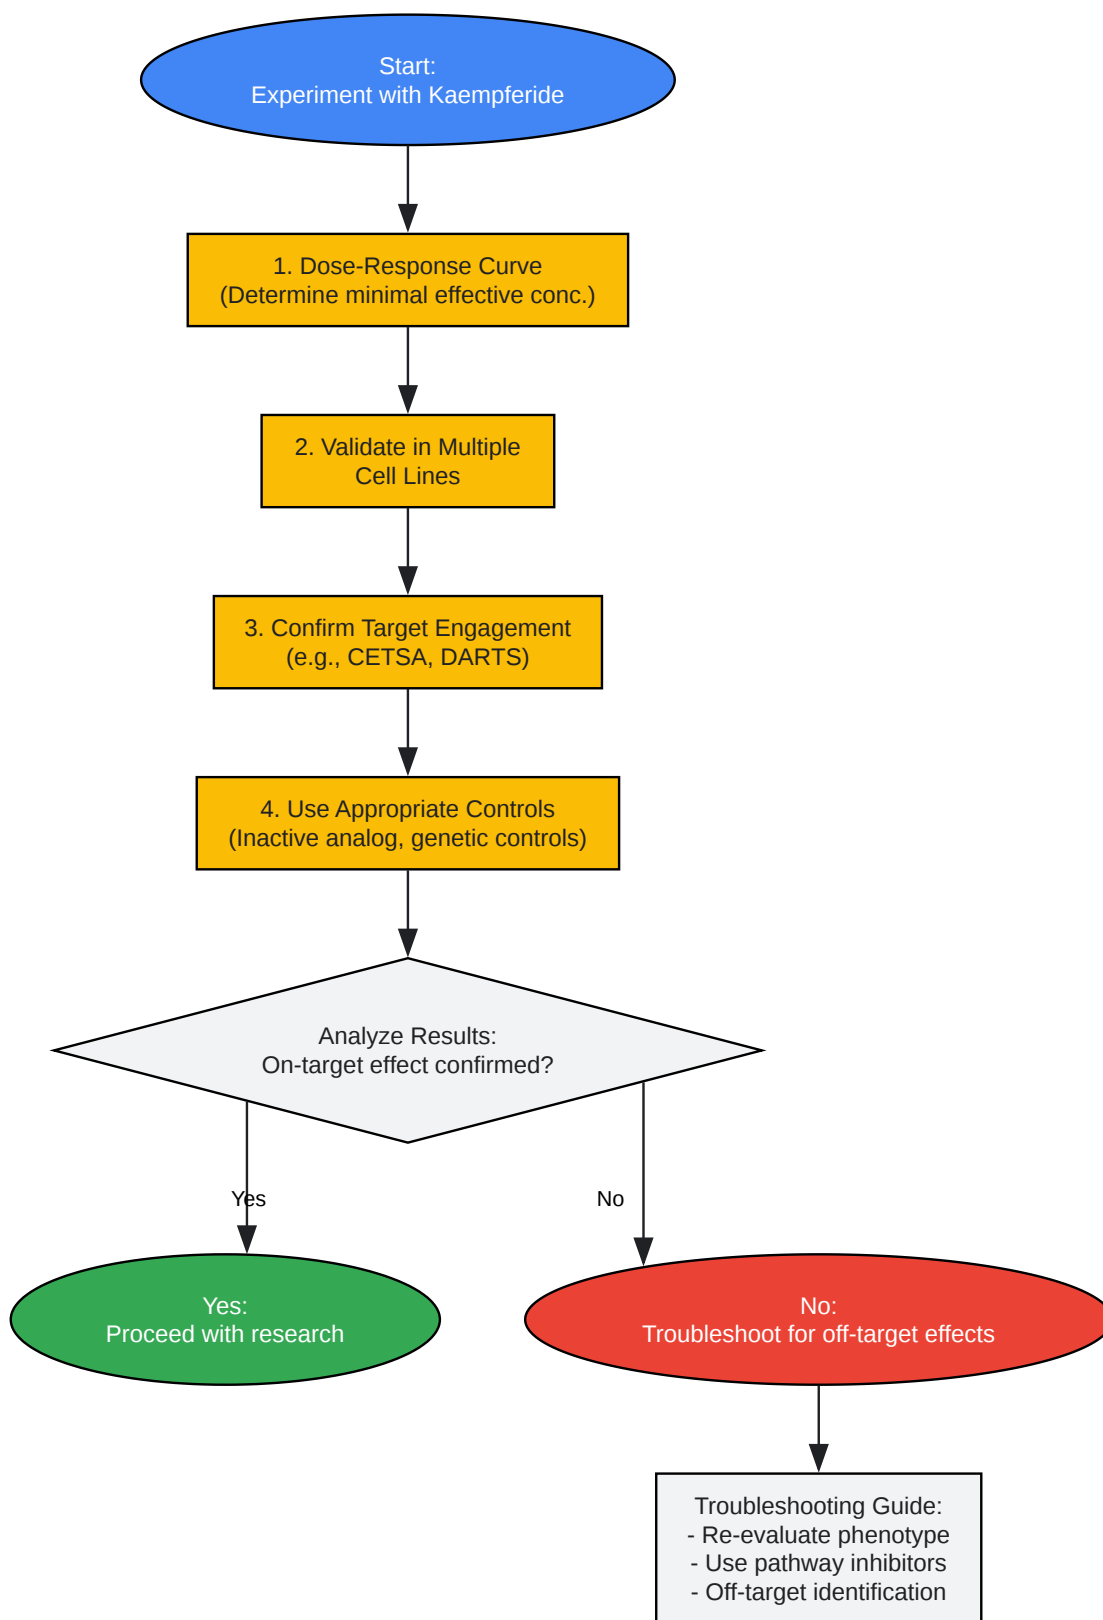 Start:
Experiment with Kaempferide
1. Dose-Response Curve
(Determine minimal effective conc.)
2. Validate in Multiple
Cell Lines
3. Confirm Target Engagement
(e.g., CETSA, DARTS)
4. Use Appropriate Controls
(Inactive analog, genetic controls)
Analyze Results:
On-target effect confirmed?
Yes
No
Yes:
Proceed with research
No:
Troubleshoot for off-target effects
Troubleshooting Guide:
- Re-evaluate phenotype
- Use pathway inhibitors
- Off-target identification